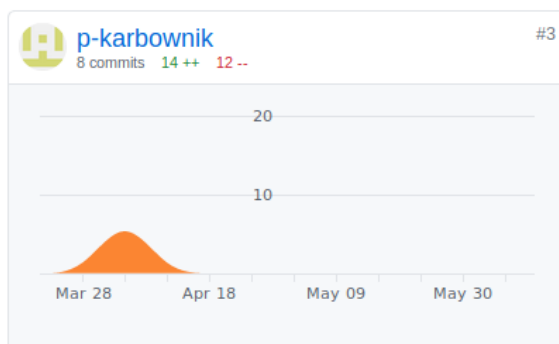 p-karbownik
#3
8 commits 14 ++ 12 --
20
10
Mar 28 Apr 18 May 09 May 30